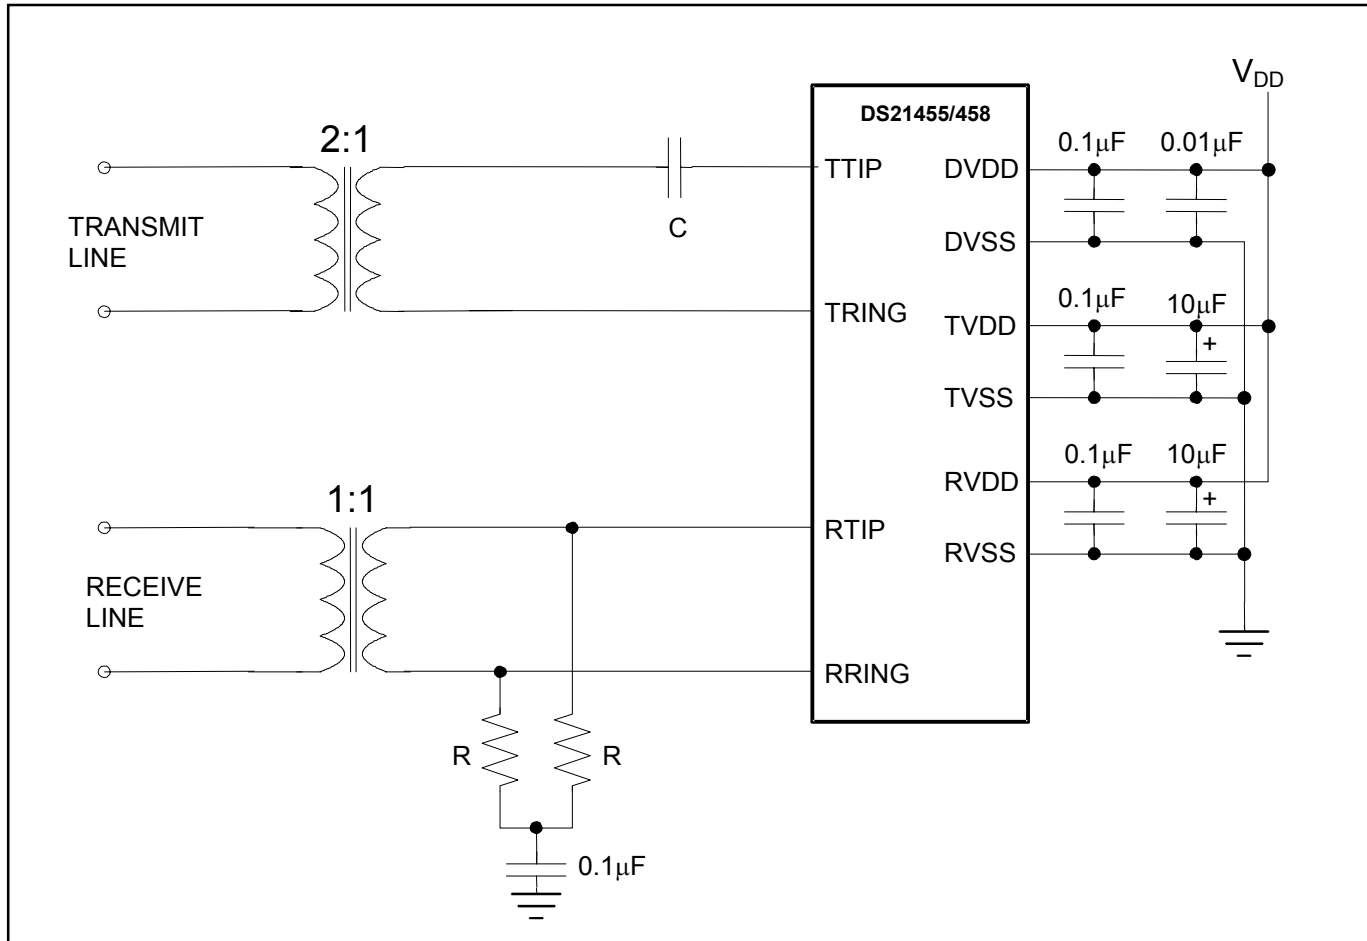 V_DD
DS21455/458
2:1
0.1μF 0.01μF
TTIP DVDD
TRANSMIT
LINE
C
DVSS
0.1μF 10μF
TRING TVDD
+
TVSS
0.1μF 10μF
1:1
RVDD
+
RTIP
RVSS
RECEIVE
LINE
RRING
R R
0.1μF